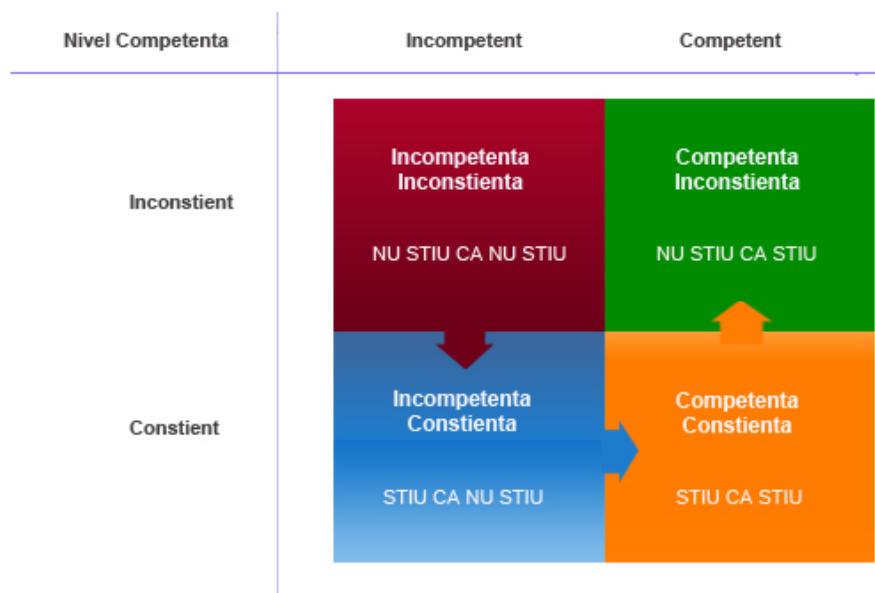 Nivel Competenta
Incompetent
Competent
Inconstient
Incompetenta
Inconstienta
NU STIU CA NU STIU
Competenta
Inconstienta
NU STIU CA STIU
Constient
Incompetenta
Constienta
STIU CA NU STIU
Competenta
Constienta
STIU CA STIU